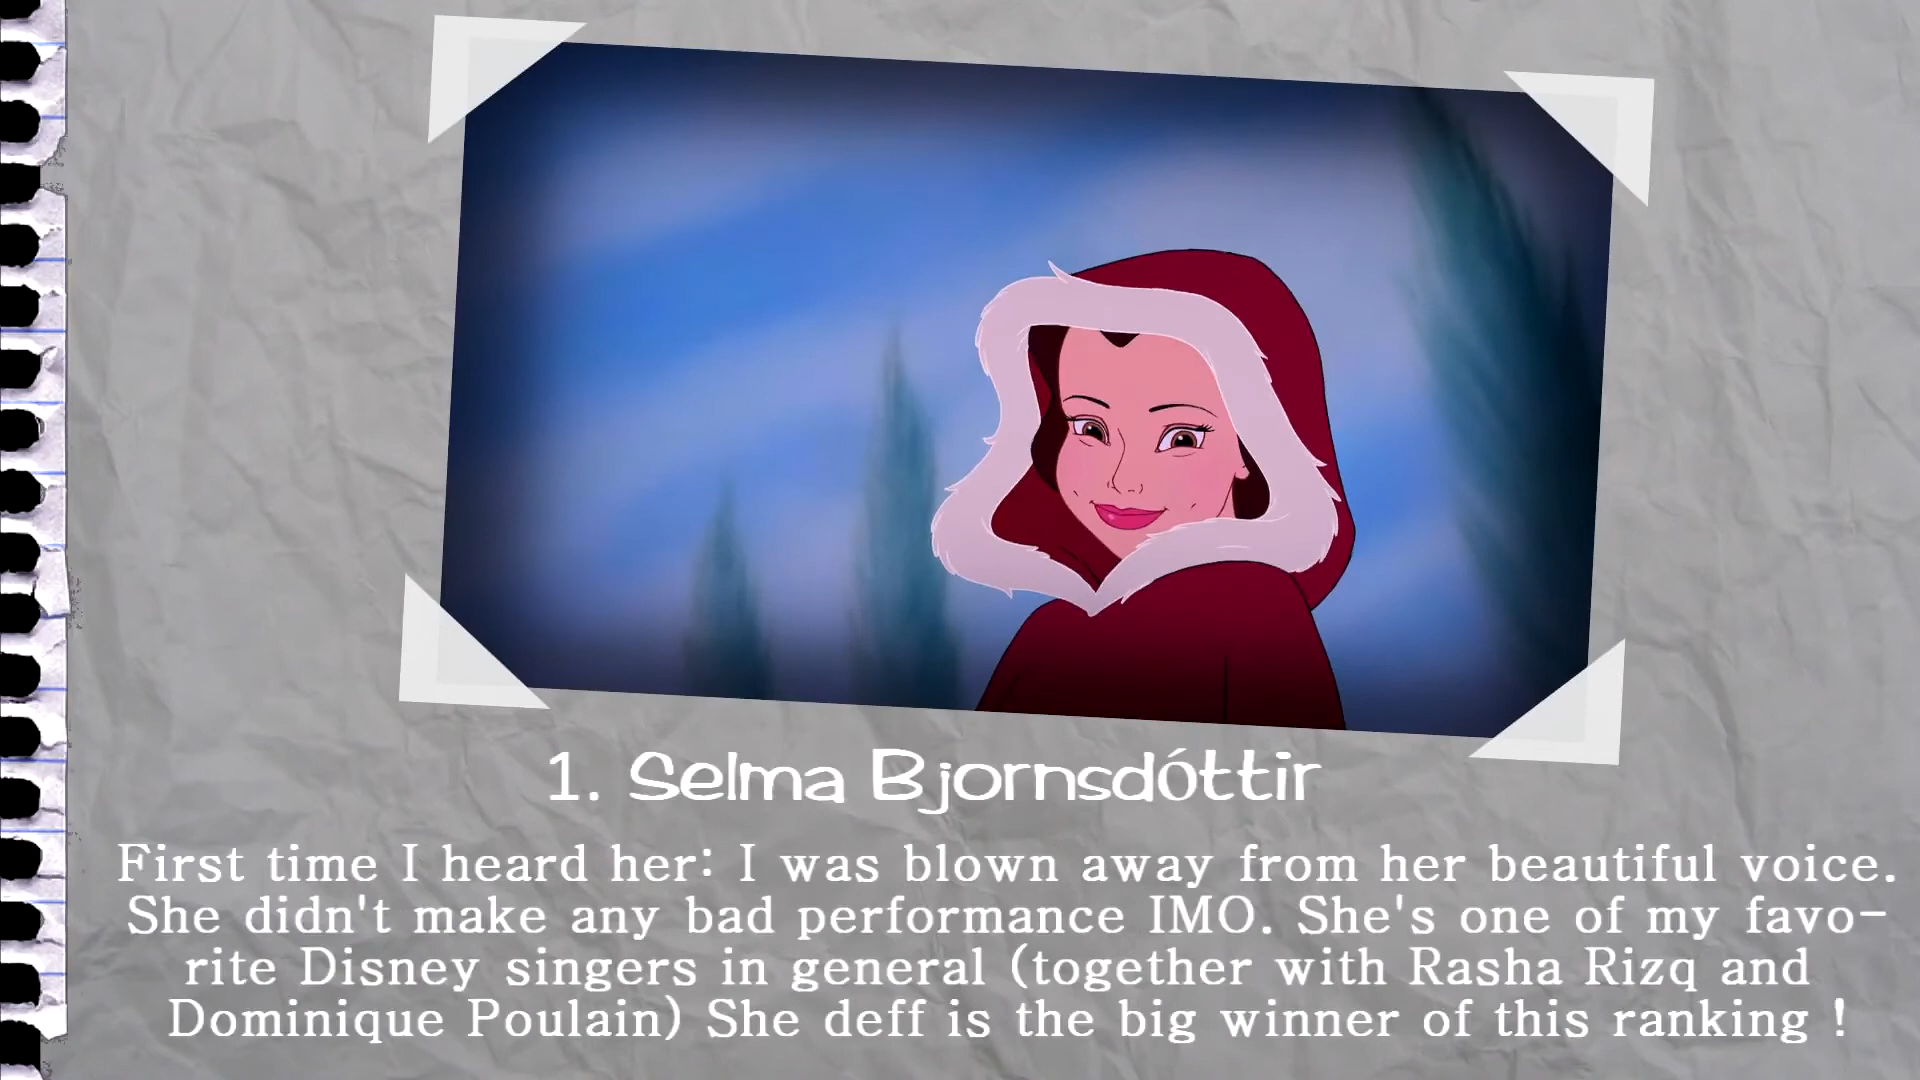 1. Selma Bjornsdóttir
First time I heard her: I was blown away from her beautiful voice.
She didn't make any bad performance IMO. She's one of my favo-
rite Disney singers in general (together with Rasha Rizq and
Dominique Poulain) She deff is the big winner of this ranking !